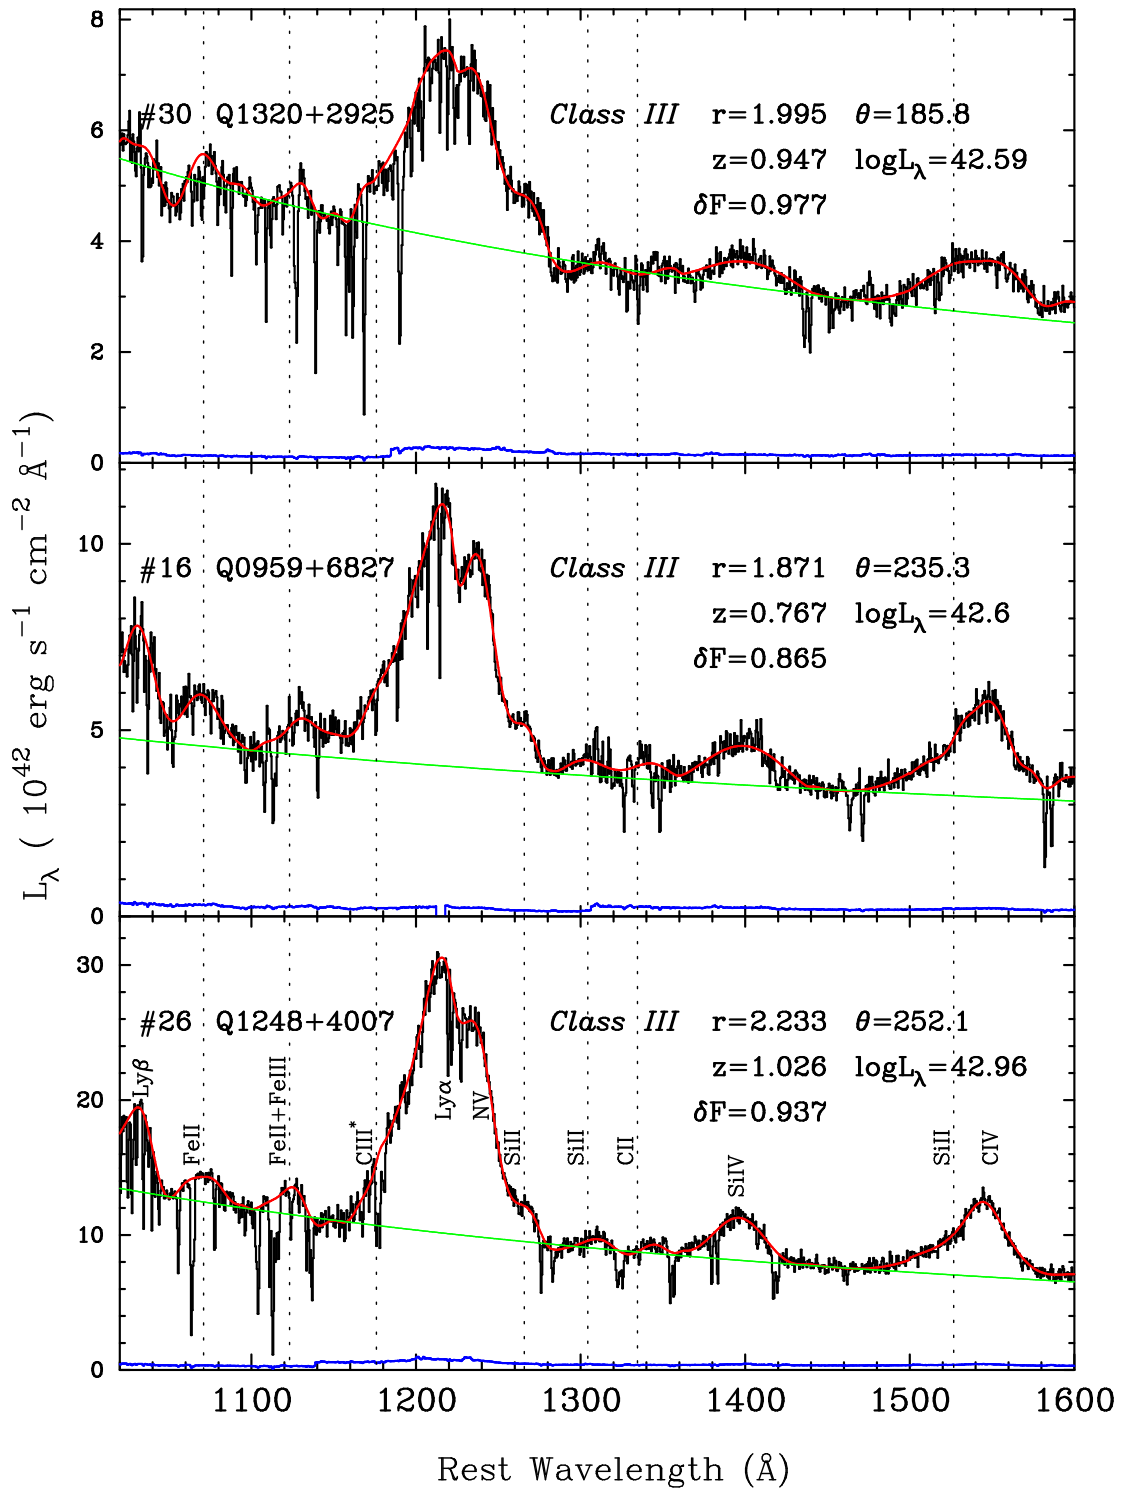 8
#30 Q1320+2925 Class III r=1.995 θ=185.8
6
z=0.947 logLλ=42.59
δF=0.977
4
2
0
#16 Q0959+6827 Class III r=1.871 θ=235.3
10
z=0.767 logLλ=42.6
δF=0.865
5
0
Lλ ( 10^42 erg s^−1 cm^−2 Å^−1)
30
#26 Q1248+4007 Class III r=2.233 θ=252.1
z=1.026 logLλ=42.96
δF=0.937
20
Lyβ
FeII
FeII+FeIII
CIII*
Lyα
NV
SiII
SiII
CII
SiIV
SiII
CIV
10
0
1100 1200 1300 1400 1500 1600
Rest Wavelength (Å)